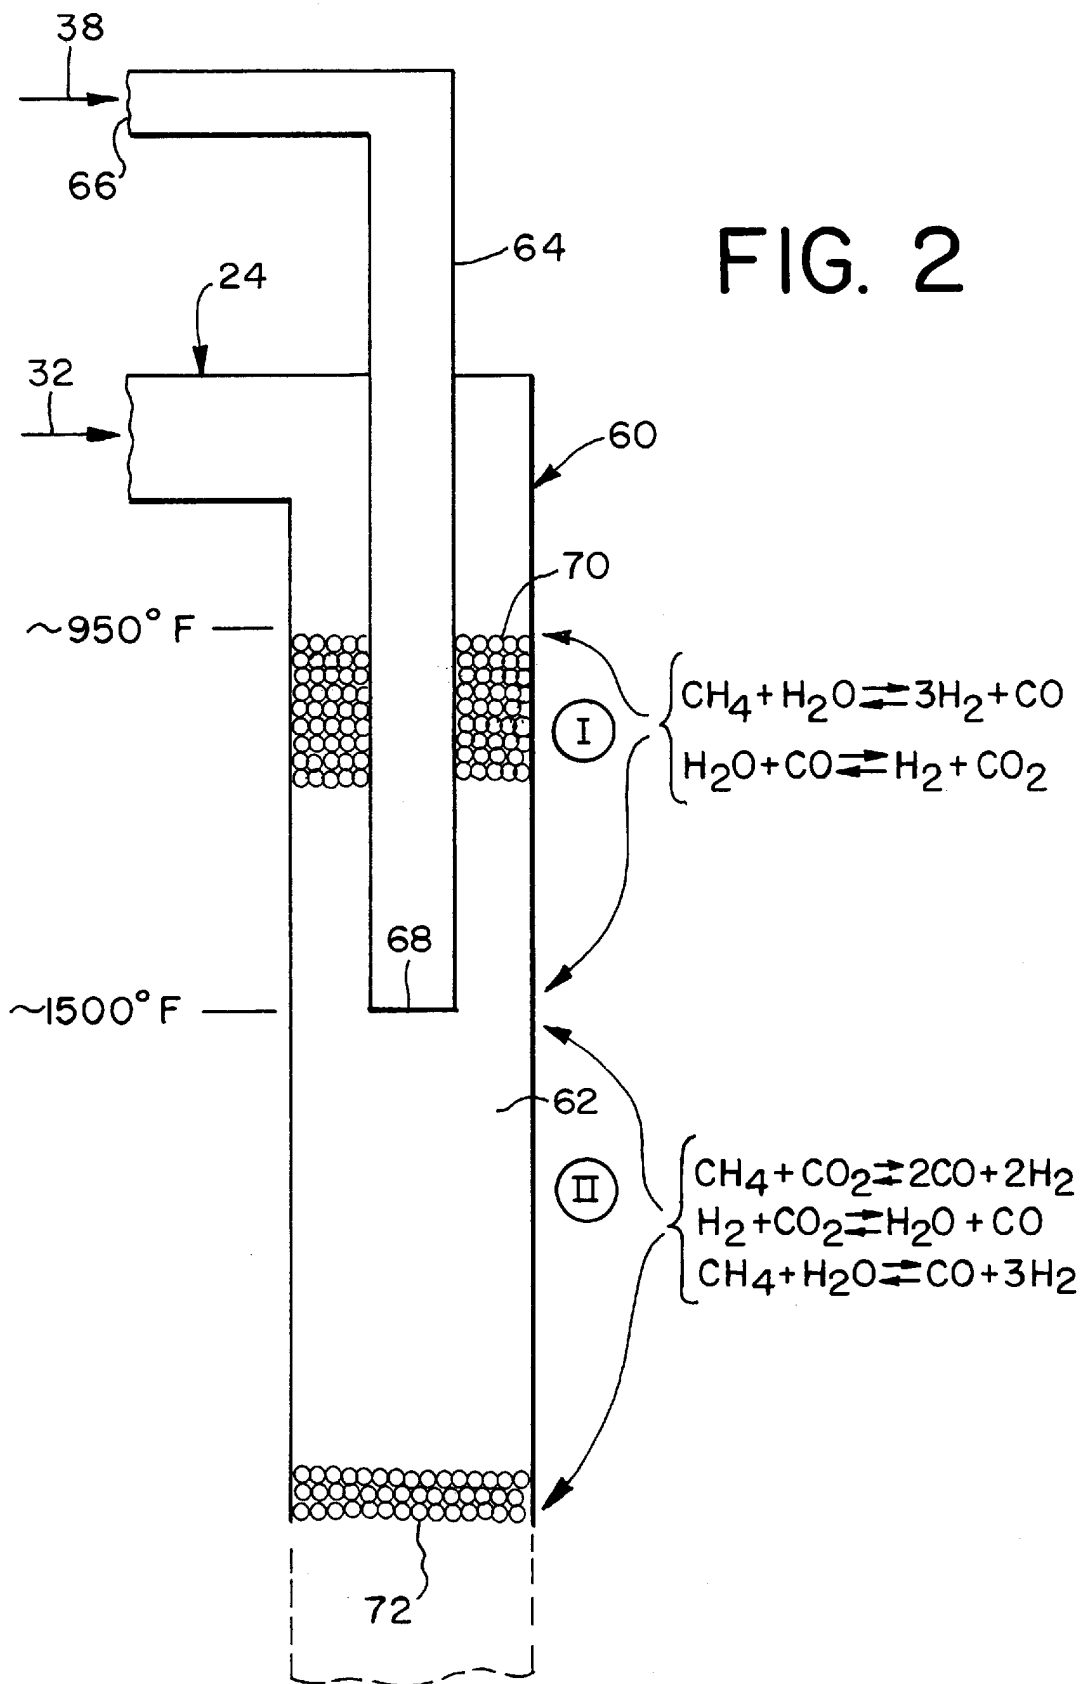 38
66
64
FIG. 2
24
32
60
70
~950° F
I
CH4 + H2O ⇌ 3H2 + CO
H2O + CO ⇌ H2 + CO2
68
~1500° F
62
II
CH4 + CO2 ⇌ 2CO + 2H2
H2 + CO2 ⇌ H2O + CO
CH4 + H2O ⇌ CO + 3H2
72